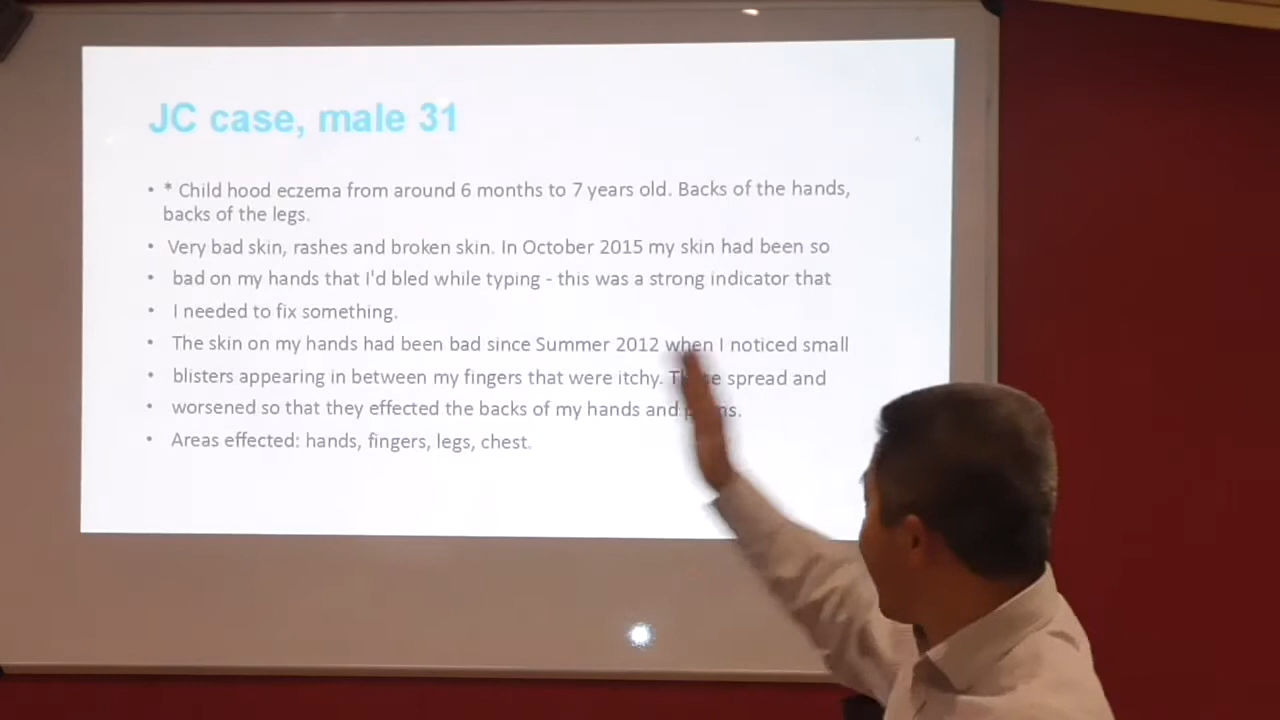 JC case, male 31
• * Child hood eczema from around 6 months to 7 years old. Backs of the hands,
backs of the legs.
• Very bad skin, rashes and broken skin. In October 2015 my skin had been so
• bad on my hands that I'd bled while typing - this was a strong indicator that
• I needed to fix something.
• The skin on my hands had been bad since Summer 2012 when I noticed small
• blisters appearing in between my fingers that were itchy. These spread and
• worsened so that they effected the backs of my hands and palms.
• Areas effected: hands, fingers, legs, chest.